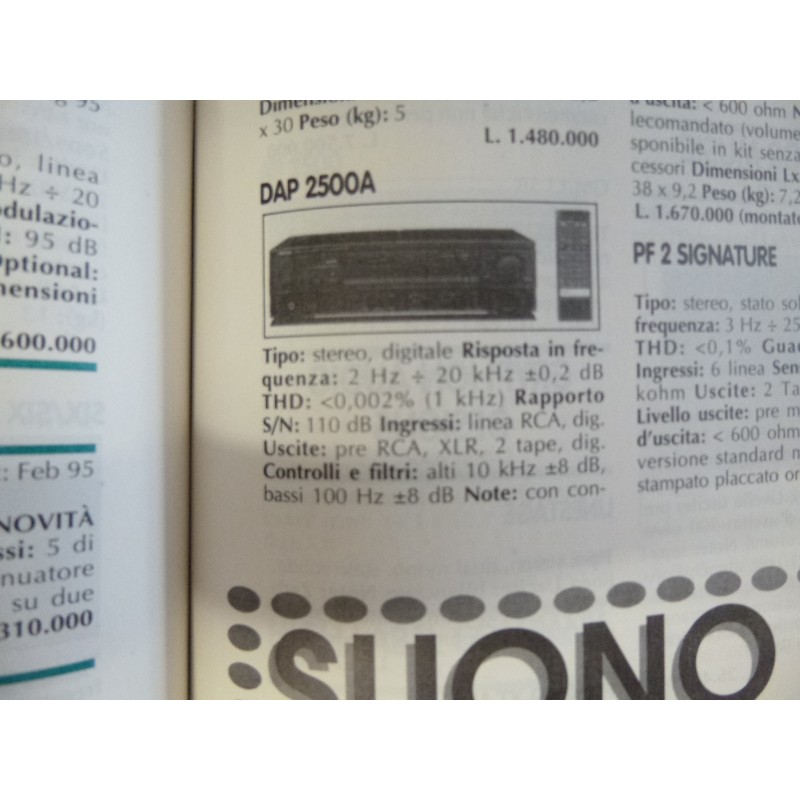 95
o, linea
Hz ÷ 20
odulazio-
: 95 dB
Optional:
mensioni
600.000
: Feb 95
NOVITÀ
ssi: 5 di
nuatore
su due
310.000
x 30 Peso (kg): 5
L. 1.480.000
DAP 2500A
Tipo: stereo, digitale Risposta in fre-
quenza: 2 Hz ÷ 20 kHz ±0,2 dB
THD: <0,002% (1 kHz) Rapporto
S/N: 110 dB Ingressi: linea RCA, dig.
Uscite: pre RCA, XLR, 2 tape, dig.
Controlli e filtri: alti 10 kHz ±8 dB,
bassi 100 Hz ±8 dB Note: con con-
SUONO
d'uscita: < 600 ohm N
lecomandato (volume
sponibile in kit senza
cessori Dimensioni Lx
38 x 9,2 Peso (kg): 7,2
L. 1.670.000 (montato
PF 2 SIGNATURE
Tipo: stereo, stato sol
frequenza: 3 Hz ÷ 25
THD: <0,1% Guad
Ingressi: 6 linea Sens
kohm Uscite: 2 Ta
Livello uscite: pre m
d'uscita: < 600 ohm
versione standard m
stampato placcato or